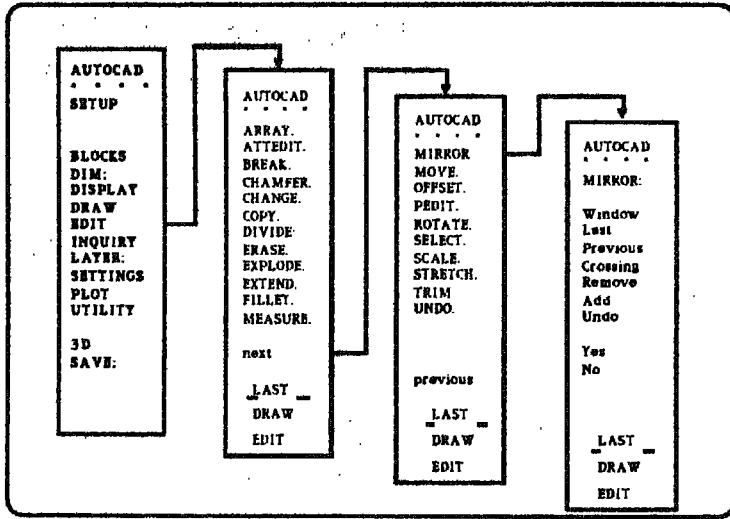 AUTOCAD
* * * *
SETUP
BLOCKS
DIM:
DISPLAY
DRAW
EDIT
INQUIRY
LAYER:
SETTINGS
PLOT
UTILITY
3D
SAVE:
AUTOCAD
* * * *
ARRAY.
ATTEDIT.
BREAK.
CHAMFER.
CHANGE.
COPY.
DIVIDE:
ERASE.
EXPLODE.
EXTEND.
FILLET.
MEASURE.
next
_LAST_
DRAW
EDIT
AUTOCAD
* * * *
MIRROR
MOVE.
OFFSET.
PEDIT.
ROTATE.
SELECT.
SCALE.
STRETCH.
TRIM
UNDO.
previous
_LAST_
DRAW
EDIT
AUTOCAD
* * * *
MIRROR:
Window
Last
Previous
Crossing
Remove
Add
Undo
Yes
No
_LAST_
DRAW
EDIT